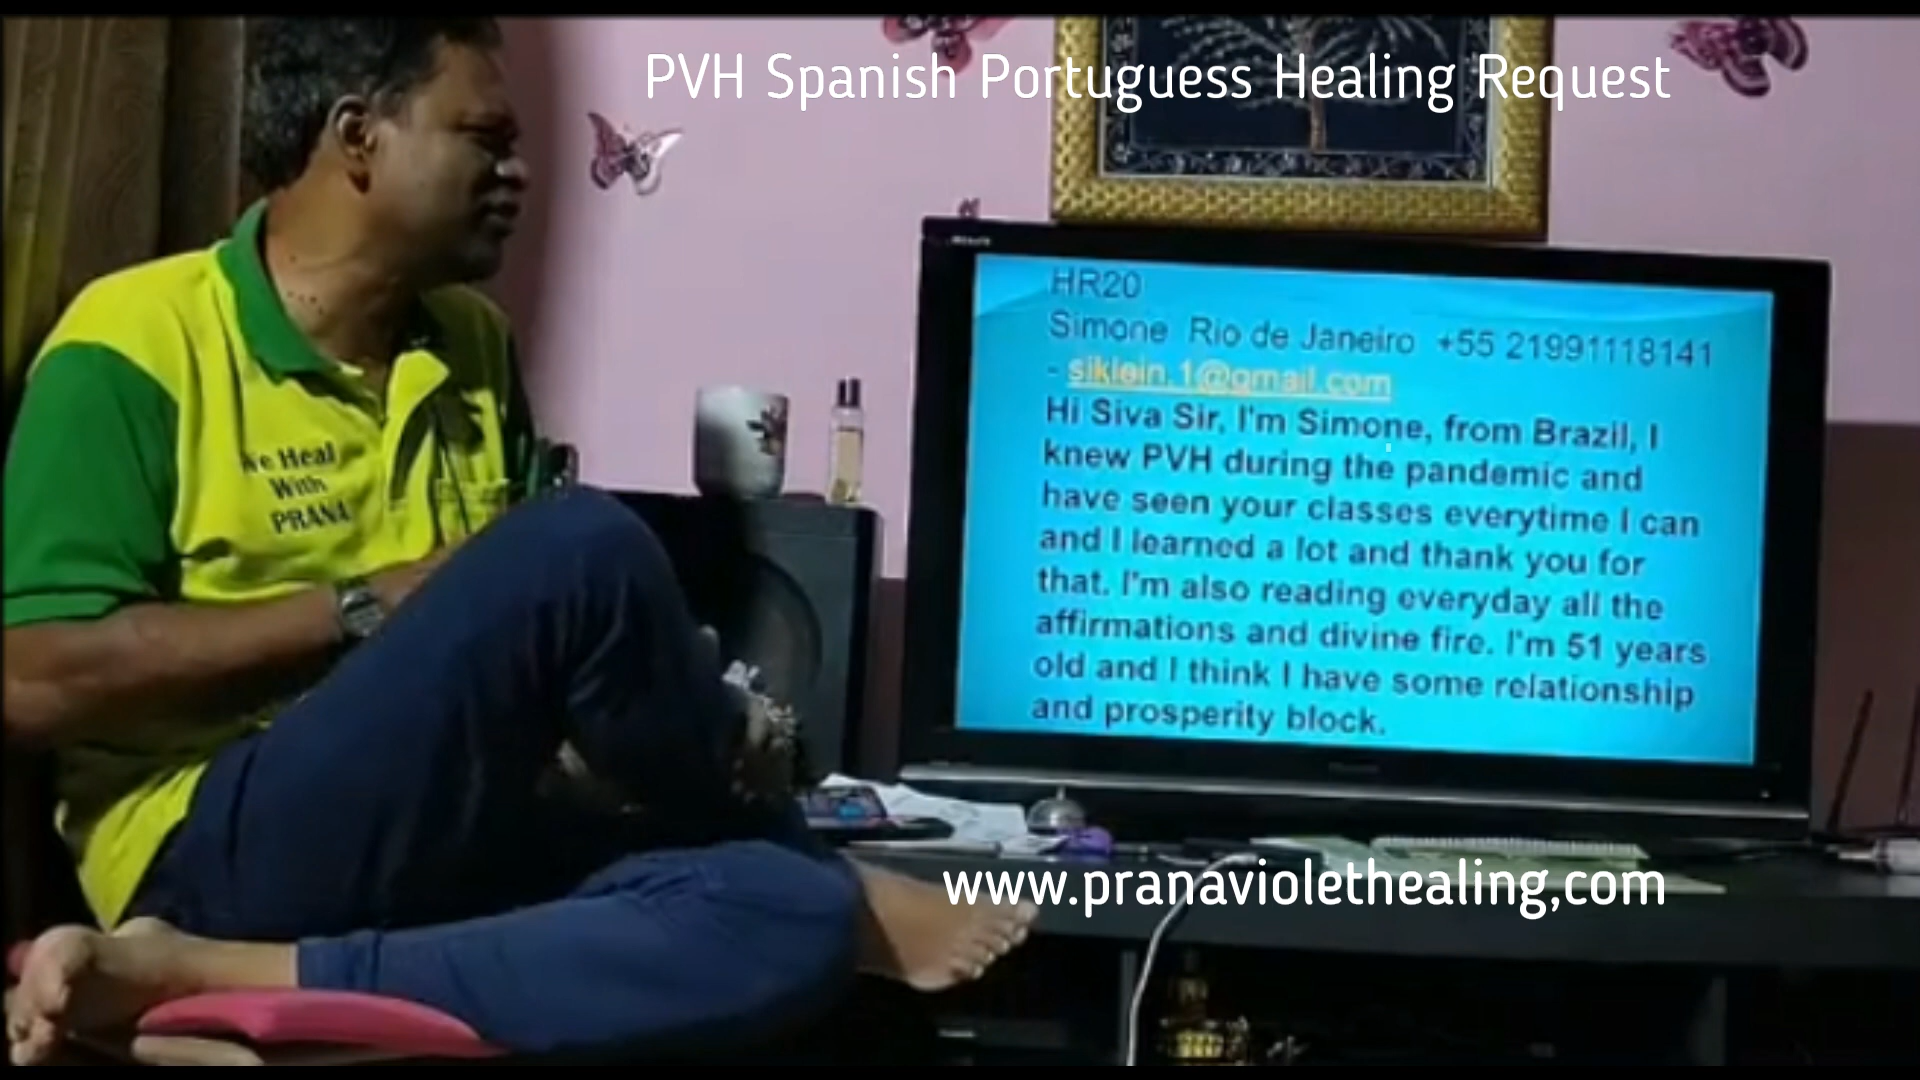 PVH Spanish Portuguess Healing Request
HR20
Simone Rio de Janeiro +55 21991118141
- siklein.1@gmail.com
Hi Siva Sir, I'm Simone, from Brazil, I
knew PVH during the pandemic and
have seen your classes everytime I can
and I learned a lot and thank you for
that. I'm also reading everyday all the
affirmations and divine fire. I'm 51 years
old and I think I have some relationship
and prosperity block.
We Heal
With
PRANA
www.pranaviolethealing,com